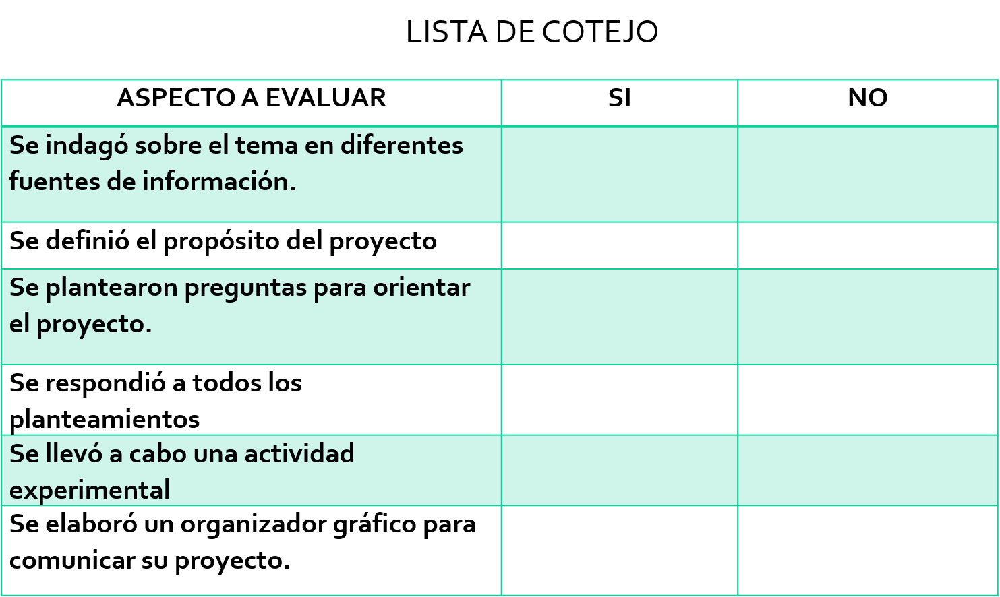 LISTA DE COTEJO
ASPECTO A EVALUAR SI NO
Se indagó sobre el tema en diferentes
fuentes de información.
Se definió el propósito del proyecto
Se plantearon preguntas para orientar
el proyecto.
Se respondió a todos los
planteamientos
Se llevó a cabo una actividad
experimental
Se elaboró un organizador gráfico para
comunicar su proyecto.